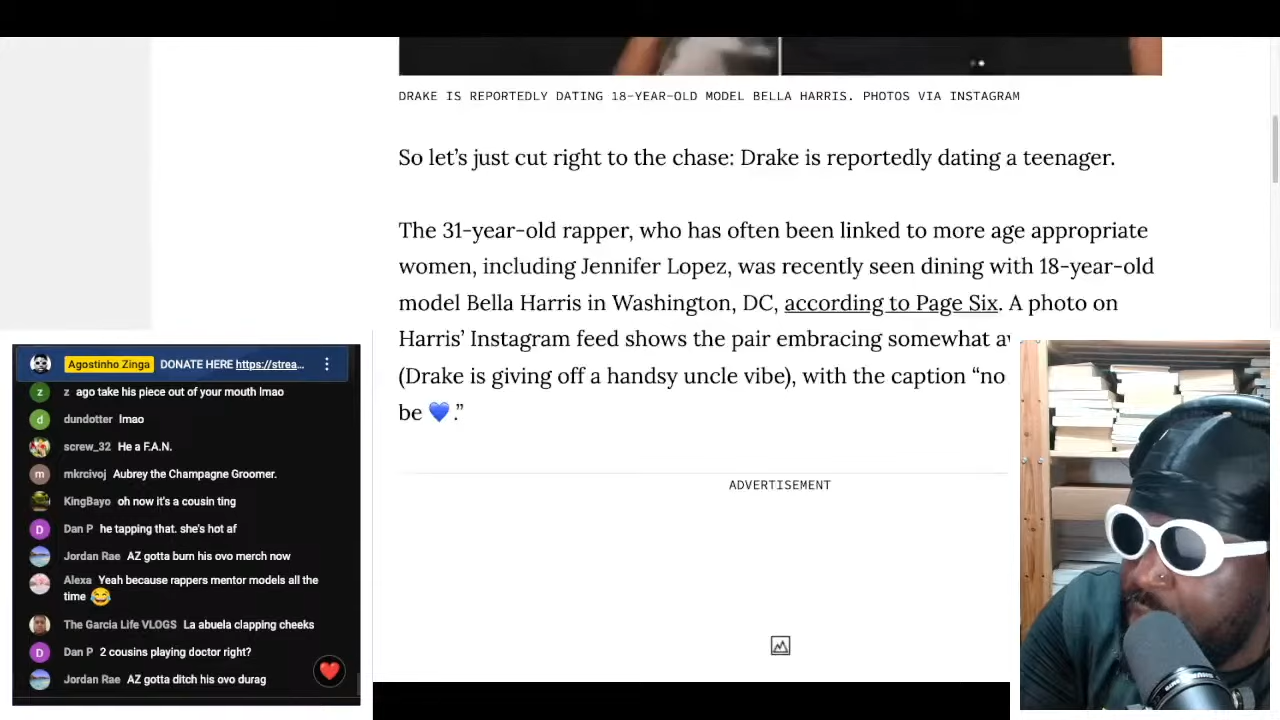 DRAKE IS REPORTEDLY DATING 18-YEAR-OLD MODEL BELLA HARRIS. PHOTOS VIA INSTAGRAM
So let’s just cut right to the chase: Drake is reportedly dating a teenager.
The 31-year-old rapper, who has often been linked to more age appropriate
women, including Jennifer Lopez, was recently seen dining with 18-year-old
model Bella Harris in Washington, DC, according to Page Six. A photo on
Harris’ Instagram feed shows the pair embracing somewhat
(Drake is giving off a handsy uncle vibe), with the caption “no
be 💙.”
ADVERTISEMENT
Agostinho Zinga DONATE HERE https://strea...
z z ago take his piece out of your mouth lmao
d dundotter lmao
screw_32 He a F.A.N.
m mkrcivoj Aubrey the Champagne Groomer.
KingBayo oh now it's a cousin ting
D Dan P he tapping that. she's hot af
Jordan Rae AZ gotta burn his ovo merch now
Alexa Yeah because rappers mentor models all the
time 😂
The Garcia Life VLOGS La abuela clapping cheeks
D Dan P 2 cousins playing doctor right?
Jordan Rae AZ gotta ditch his ovo durag